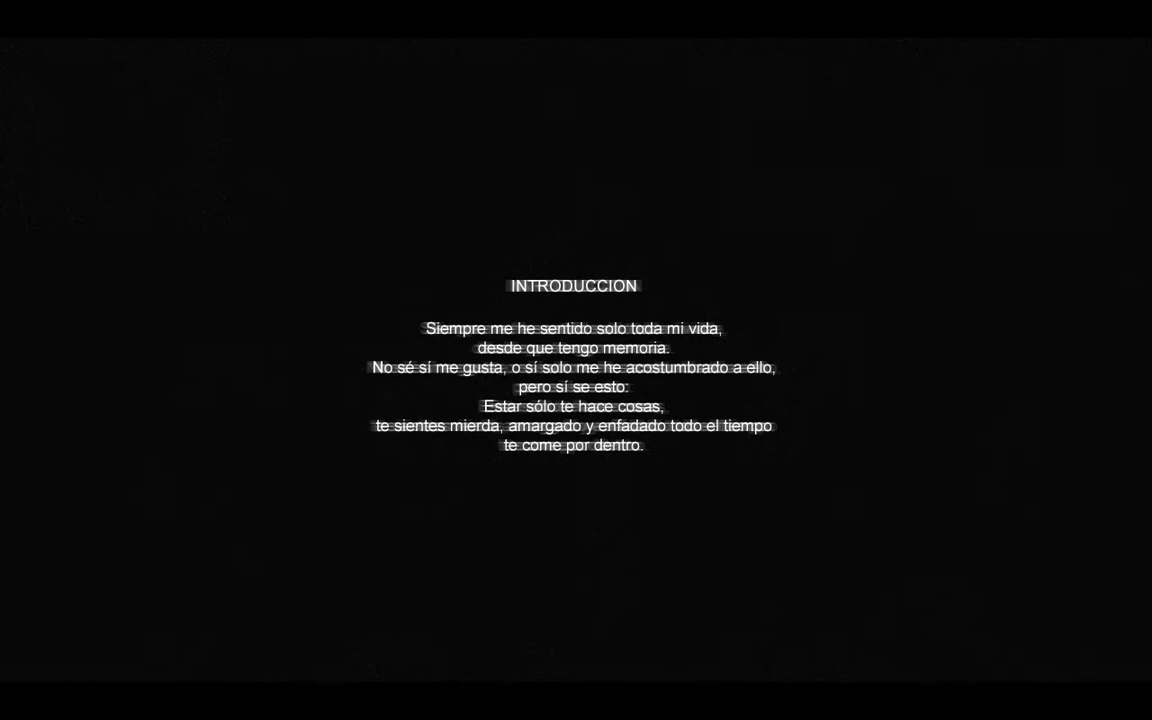 INTRODUCCION
Siempre me he sentido solo toda mi vida,
desde que tengo memoria.
No sé sí me gusta, o sí solo me he acostumbrado a ello,
pero sí se esto:
Estar sólo te hace cosas,
te sientes mierda, amargado y enfadado todo el tiempo
te come por dentro.